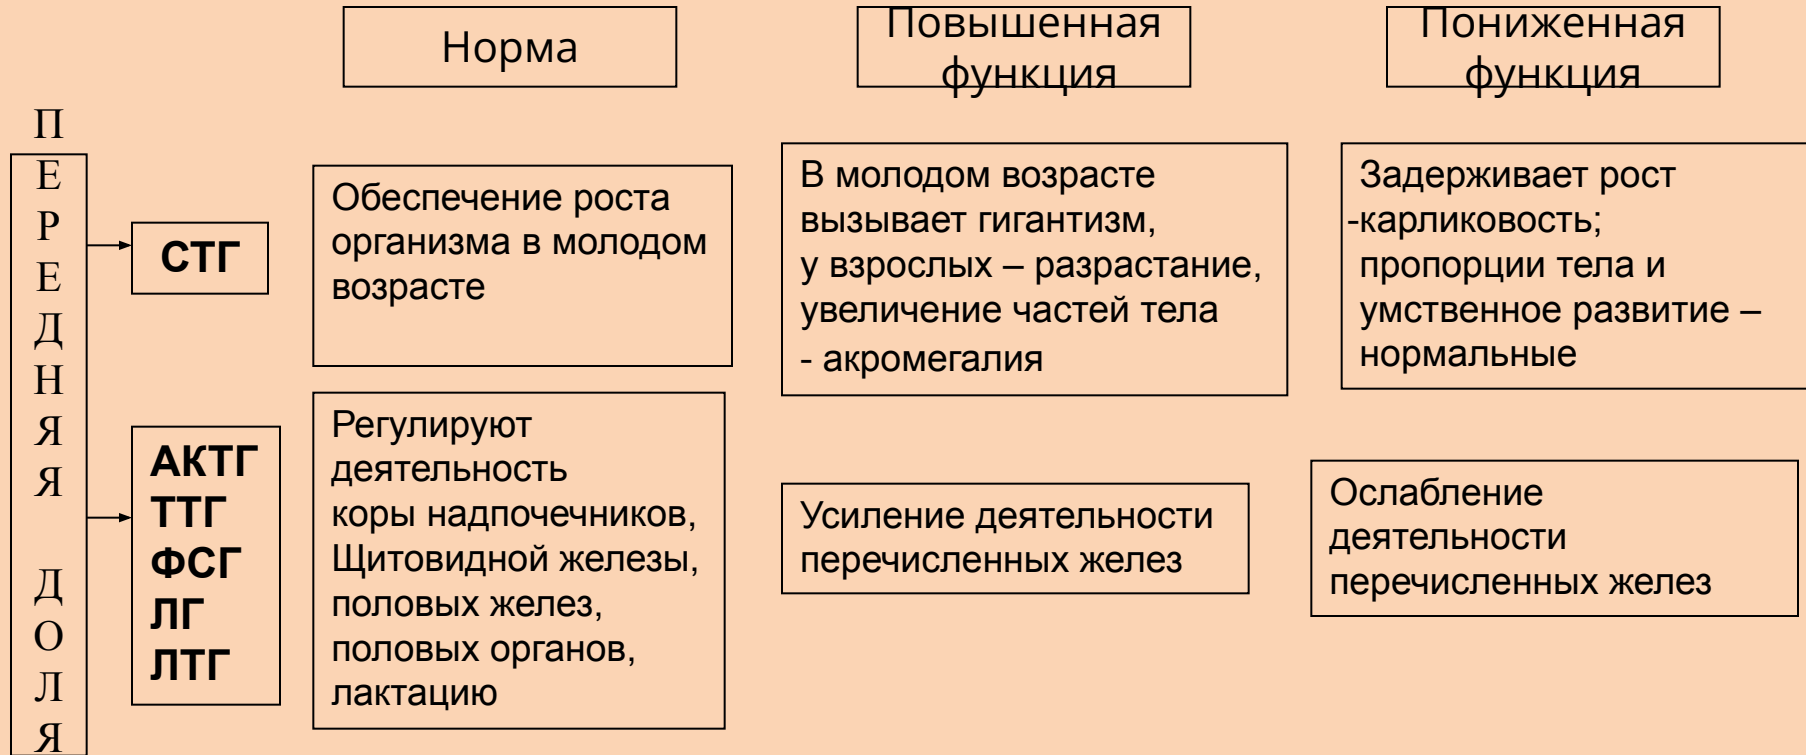 Норма
Повышенная
функция
Пониженная
функция
ПЕРЕДНЯЯ ДОЛЯ
СТГ
Обеспечение роста
организма в молодом
возрасте
В молодом возрасте
вызывает гигантизм,
у взрослых – разрастание,
увеличение частей тела
- акромегалия
Задерживает рост
-карликовость;
пропорции тела и
умственное развитие –
нормальные
АКТГ
ТТГ
ФСГ
ЛГ
ЛТГ
Регулируют
деятельность
коры надпочечников,
Щитовидной железы,
половых желез,
половых органов,
лактацию
Усиление деятельности
перечисленных желез
Ослабление
деятельности
перечисленных желез